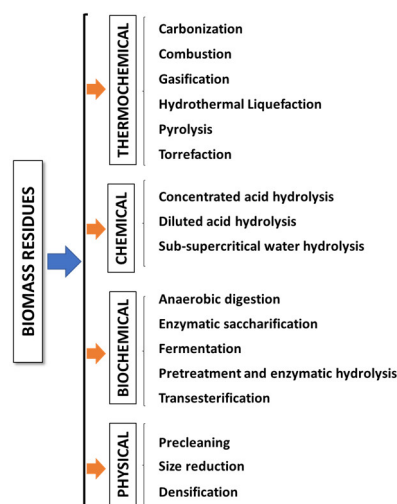 BIOMASS RESIDUES
THERMOCHEMICAL
Carbonization
Combustion
Gasification
Hydrothermal Liquefaction
Pyrolysis
Torrefaction
CHEMICAL
Concentrated acid hydrolysis
Diluted acid hydrolysis
Sub-supercritical water hydrolysis
BIOCHEMICAL
Anaerobic digestion
Enzymatic saccharification
Fermentation
Pretreatment and enzymatic hydrolysis
Transesterification
PHYSICAL
Precleaning
Size reduction
Densification